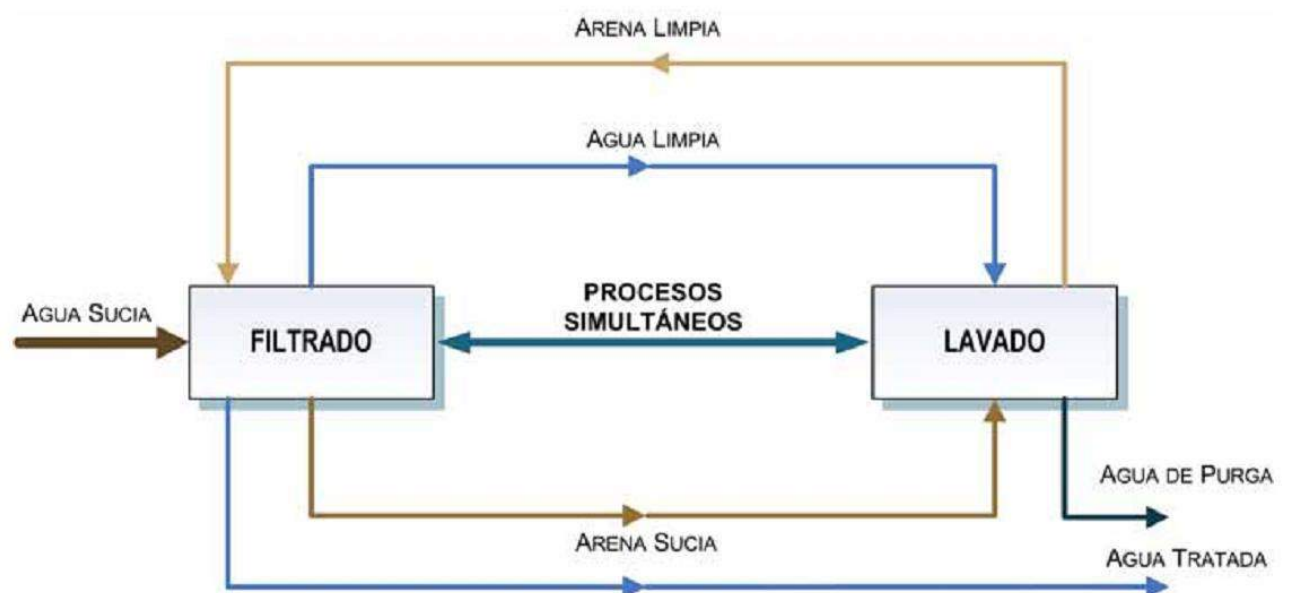 ARENA LIMPIA
AGUA LIMPIA
PROCESOS
SIMULTÁNEOS
AGUA SUCIA
FILTRADO
LAVADO
AGUA DE PURGA
ARENA SUCIA
AGUA TRATADA